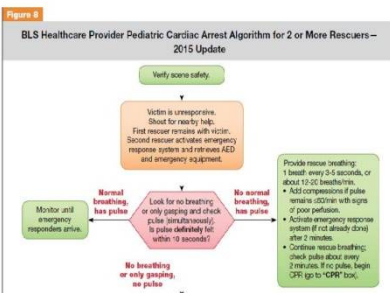 Figure 8
BLS Healthcare Provider Pediatric Cardiac Arrest Algorithm for 2 or More Rescuers—
2015 Update
Verify scene safety.
Victim is unresponsive.
Shout for nearby help.
First rescuer remains with victim.
Second rescuer activates emergency
response system and retrieves AED
and emergency equipment.
Normal
breathing,
has pulse
Look for no breathing
or only gasping and check
pulse (simultaneously).
Is pulse definitely felt
within 10 seconds?
No normal
breathing,
has pulse
Monitor until
emergency
responders arrive.
Provide rescue breathing:
1 breath every 3-5 seconds, or
about 12-20 breaths/min.
• Add compressions if pulse
remains ≤60/min with signs
of poor perfusion.
• Activate emergency response
system (if not already done)
after 2 minutes.
• Continue rescue breathing;
check pulse about every
2 minutes. If no pulse, begin
CPR (go to "CPR" box).
No breathing
or only gasping,
no pulse